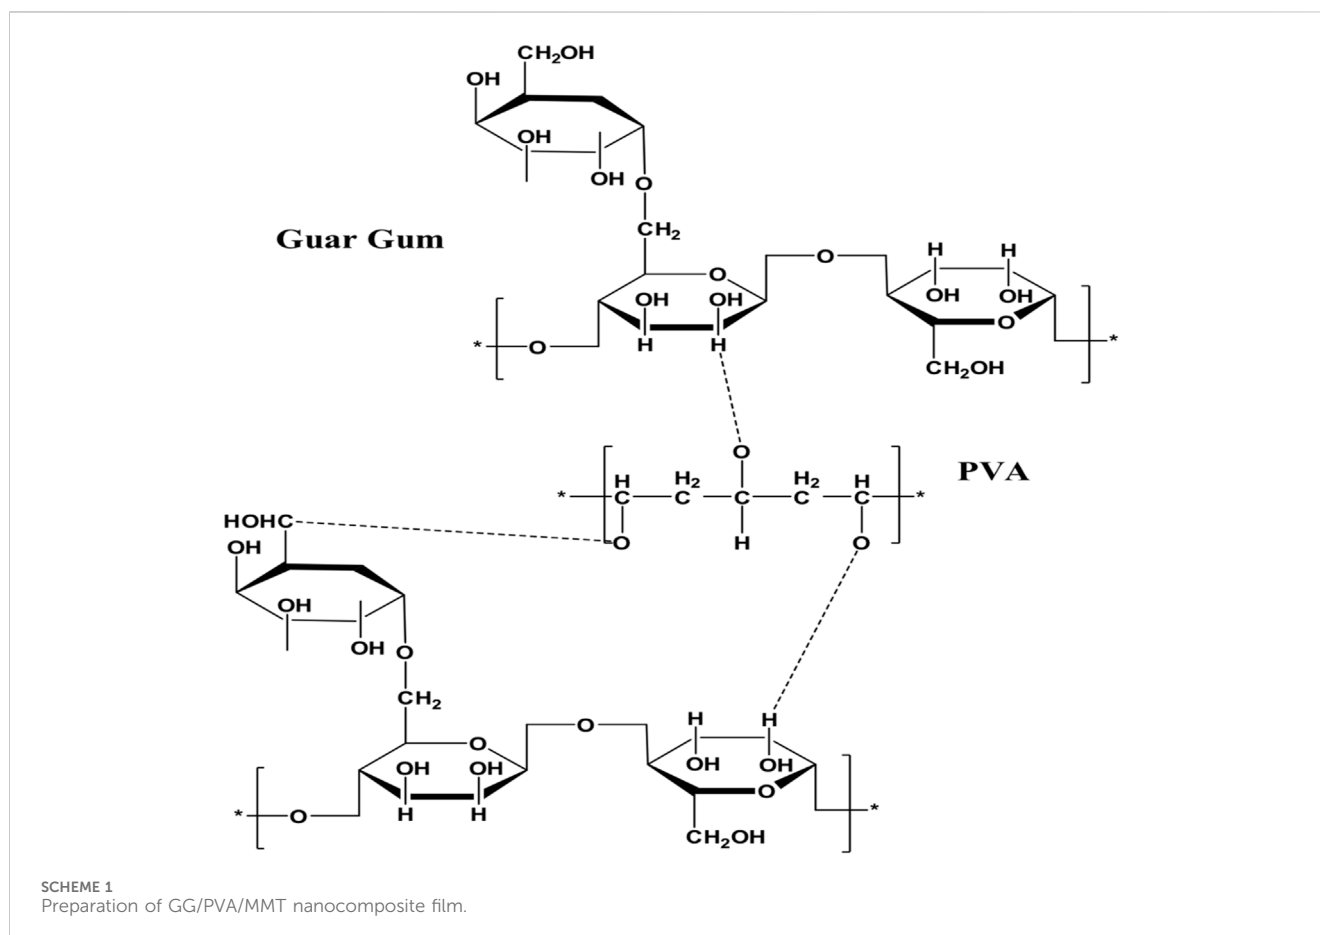 CH₂OH
OH
OH
OH O
CH₂
Guar Gum
O O H H
OH OH OH OH
O
* O H H *
CH₂OH
O
PVA
H H₂ H₂ H
* C C C C C *
HOHC
O H O
OH
OH
OH O
CH₂
H H
O O
OH OH OH OH
O
* O H H *
CH₂OH
SCHEME 1
Preparation of GG/PVA/MMT nanocomposite film.